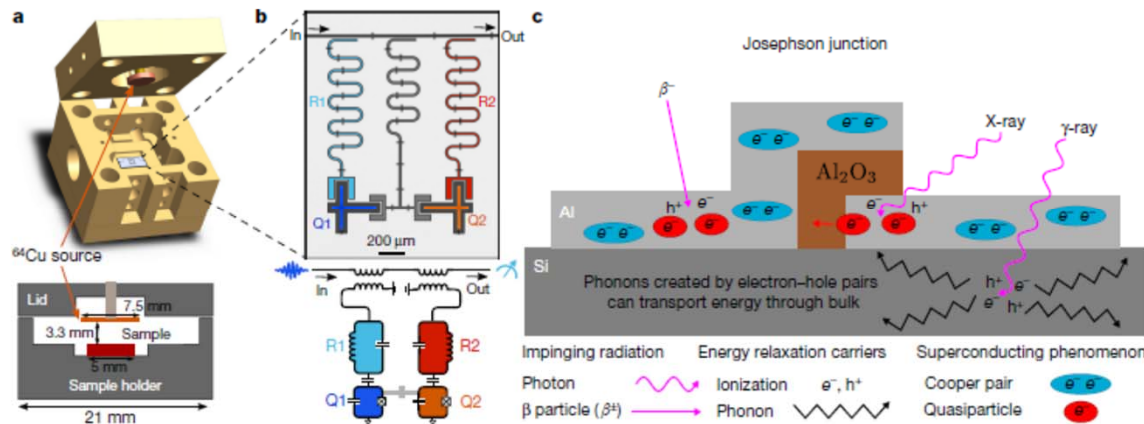 a
⁶⁴Cu source
Lid
7.5 mm
3.3 mm
Sample
5 mm
Sample holder
21 mm
b
In
Out
R1
R2
Q1
Q2
200 µm
In
Out
R1
R2
Q1
Q2
c
Josephson junction
β⁻
X-ray
γ-ray
Al₂O₃
e⁻
h⁺
e⁻ e⁻
e⁻ e⁻
h⁺ e⁻
e⁻ h⁺
Al
e⁻ e⁻
e⁻
e⁻
e⁻ e⁻
e⁻
e⁻
e⁻ e⁻
e⁻ e⁻
Si
Phonons created by electron–hole pairs
can transport energy through bulk
h⁺ e⁻
e⁻ h⁺
Impinging radiation
Energy relaxation carriers
Superconducting phenomenon
Photon
Ionization
e⁻, h⁺
Cooper pair
e⁻ e⁻
β particle (β±)
Phonon
Quasiparticle
e⁻